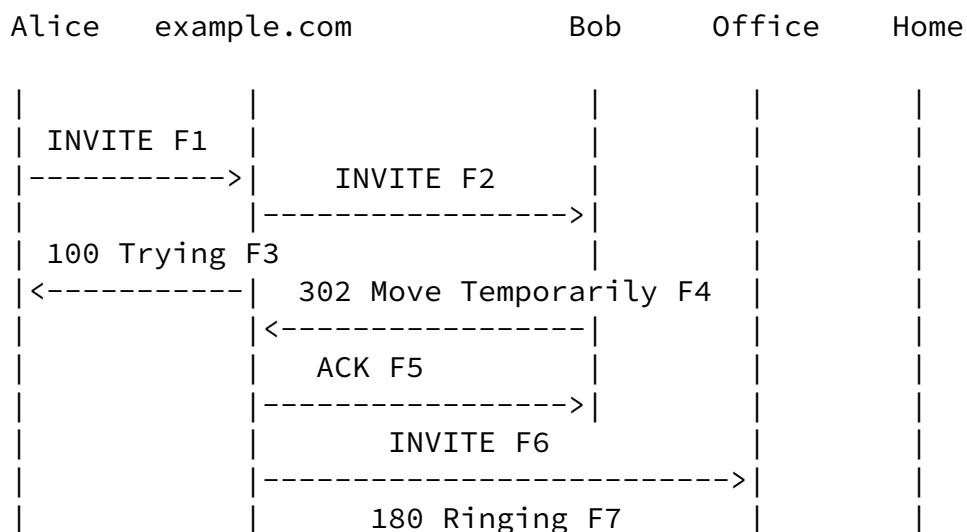 Alice example.com Bob Office Home
INVITE F1
INVITE F2
100 Trying F3
302 Move Temporarily F4
ACK F5
INVITE F6
180 Ringing F7